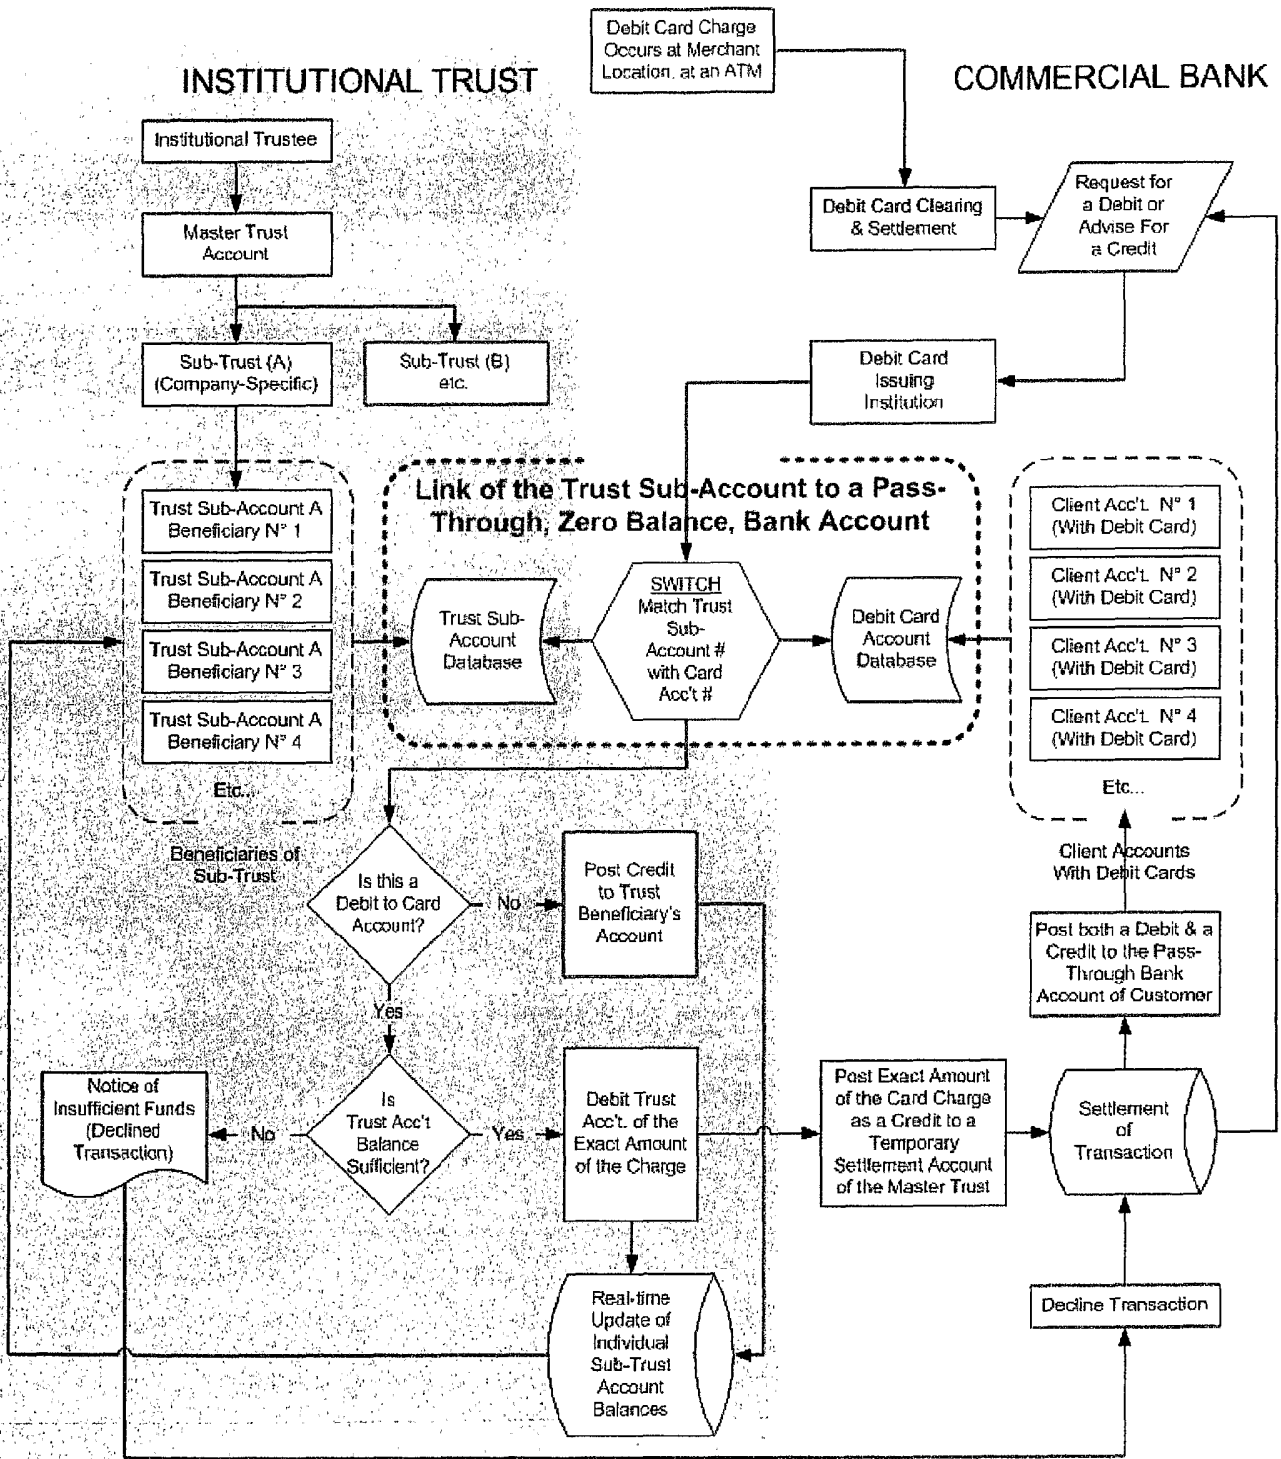 Debit Card Charge
Occurs at Merchant
Location, at an ATM
INSTITUTIONAL TRUST
COMMERCIAL BANK
Institutional Trustee
Master Trust
Account
Debit Card Clearing
& Settlement
Request for
a Debit or
Advise For
a Credit
Sub-Trust (A)
(Company-Specific)
Sub-Trust (B)
etc.
Debit Card
Issuing
Institution
Link of the Trust Sub-Account to a Pass-
Through, Zero Balance, Bank Account
Trust Sub-Account A
Beneficiary N° 1
Trust Sub-Account A
Beneficiary N° 2
Trust Sub-Account A
Beneficiary N° 3
Trust Sub-Account A
Beneficiary N° 4
Etc...
Beneficiaries of
Sub-Trust
Trust Sub-
Account
Database
SWITCH
Match Trust
Sub-
Account #
with Card
Acc't #
Debit Card
Account
Database
Client Acc't. N° 1
(With Debit Card)
Client Acc't. N° 2
(With Debit Card)
Client Acc't. N° 3
(With Debit Card)
Client Acc't. N° 4
(With Debit Card)
Etc...
Client Accounts
With Debit Cards
Is this a
Debit to Card
Account?
No
Post Credit
to Trust
Beneficiary's
Account
Yes
Post both a Debit & a
Credit to the Pass-
Through Bank
Account of Customer
Notice of
Insufficient Funds
(Declined
Transaction)
No
Is
Trust Acc't
Balance
Sufficient?
Yes
Debit Trust
Acc't. of the
Exact Amount
of the Charge
Post Exact Amount
of the Card Charge
as a Credit to a
Temporary
Settlement Account
of the Master Trust
Settlement
of
Transaction
Real-time
Update of
Individual
Sub-Trust
Account
Balances
Decline Transaction